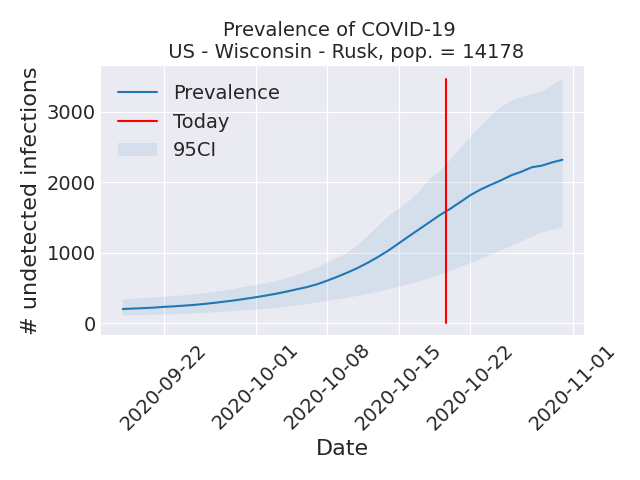 Prevalence of COVID-19
US - Wisconsin - Rusk, pop. = 14178
# undetected infections
3000
2000
1000
0
Prevalence
Today
95CI
2020-09-22
2020-10-01
2020-10-08
2020-10-15
2020-10-22
2020-11-01
Date